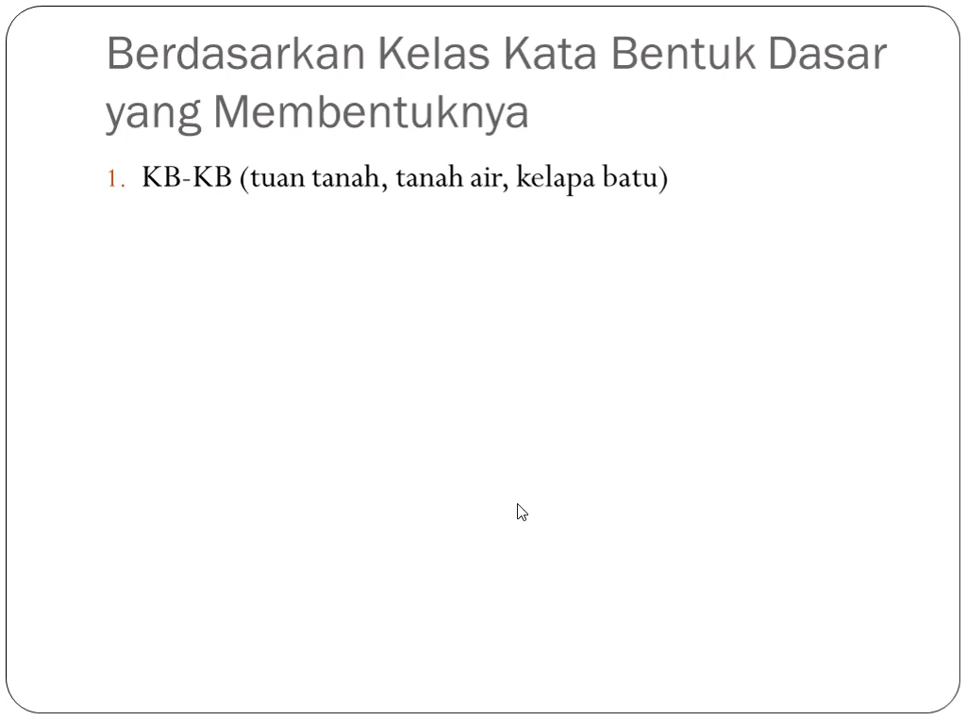 Berdasarkan Kelas Kata Bentuk Dasar
yang Membentuknya
1. KB-KB (tuan tanah, tanah air, kelapa batu)